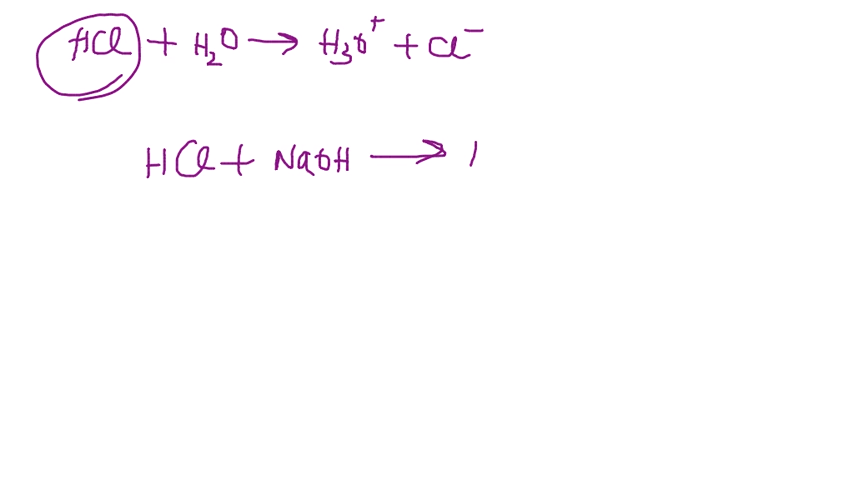 HCl + H₂O → H₃O⁺ + Cl⁻
HCl + NaOH →